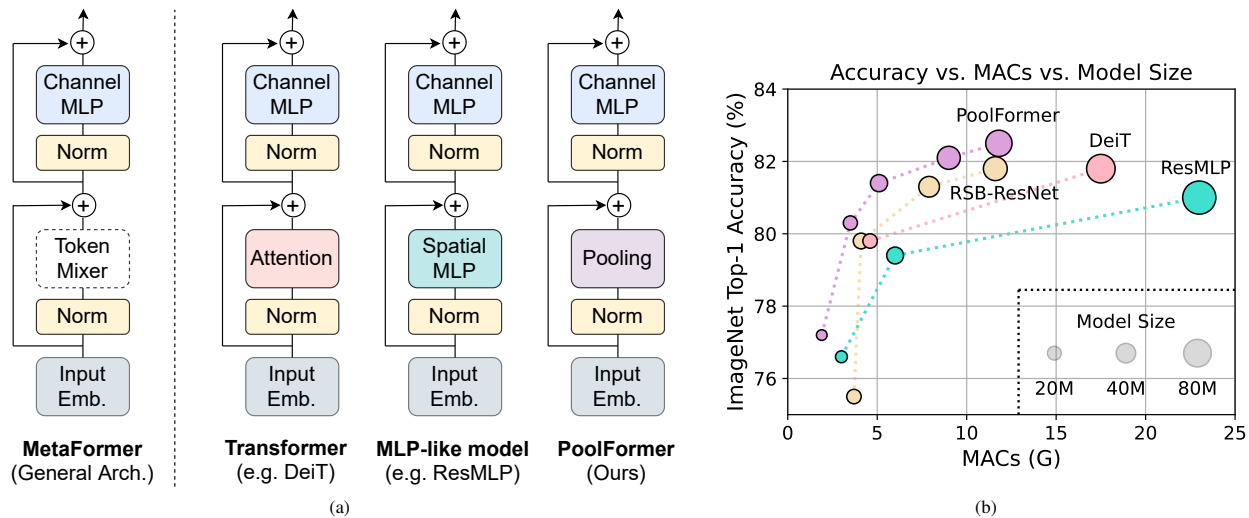 Channel
MLP
Norm
Token
Mixer
Norm
Input
Emb.
MetaFormer
(General Arch.)
Channel
MLP
Norm
Attention
Norm
Input
Emb.
Transformer
(e.g. DeiT)
Channel
MLP
Norm
Spatial
MLP
Norm
Input
Emb.
MLP-like model
(e.g. ResMLP)
Channel
MLP
Norm
Pooling
Norm
Input
Emb.
PoolFormer
(Ours)
(a)
Accuracy vs. MACs vs. Model Size
ImageNet Top-1 Accuracy (%)
84
82
80
78
76
PoolFormer
DeiT
ResMLP
RSB-ResNet
Model Size
20M 40M 80M
0 5 10 15 20 25
MACs (G)
(b)